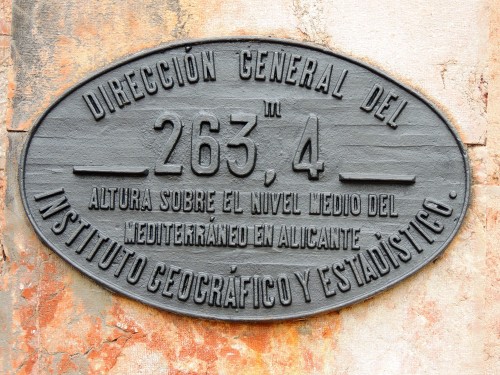 DIRECCIÓN GENERAL DEL
263,4 m
ALTURA SOBRE EL NIVEL MEDIO DEL
MEDITERRÁNEO EN ALICANTE
INSTITUTO GEOGRÁFICO Y ESTADÍSTICO.